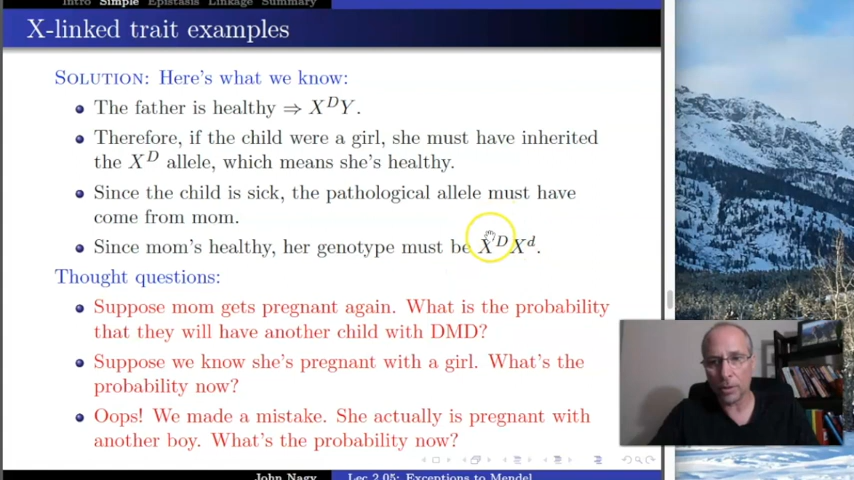 Intro Simple Epistasis Linkage Summary
X-linked trait examples
SOLUTION: Here's what we know:
The father is healthy ⇒ X^D Y.
Therefore, if the child were a girl, she must have inherited
the X^D allele, which means she's healthy.
Since the child is sick, the pathological allele must have
come from mom.
Since mom's healthy, her genotype must be X^D X^d.
Thought questions:
Suppose mom gets pregnant again. What is the probability
that they will have another child with DMD?
Suppose we know she's pregnant with a girl. What's the
probability now?
Oops! We made a mistake. She actually is pregnant with
another boy. What's the probability now?
John Nagy Lec 2.05: Exceptions to Mendel